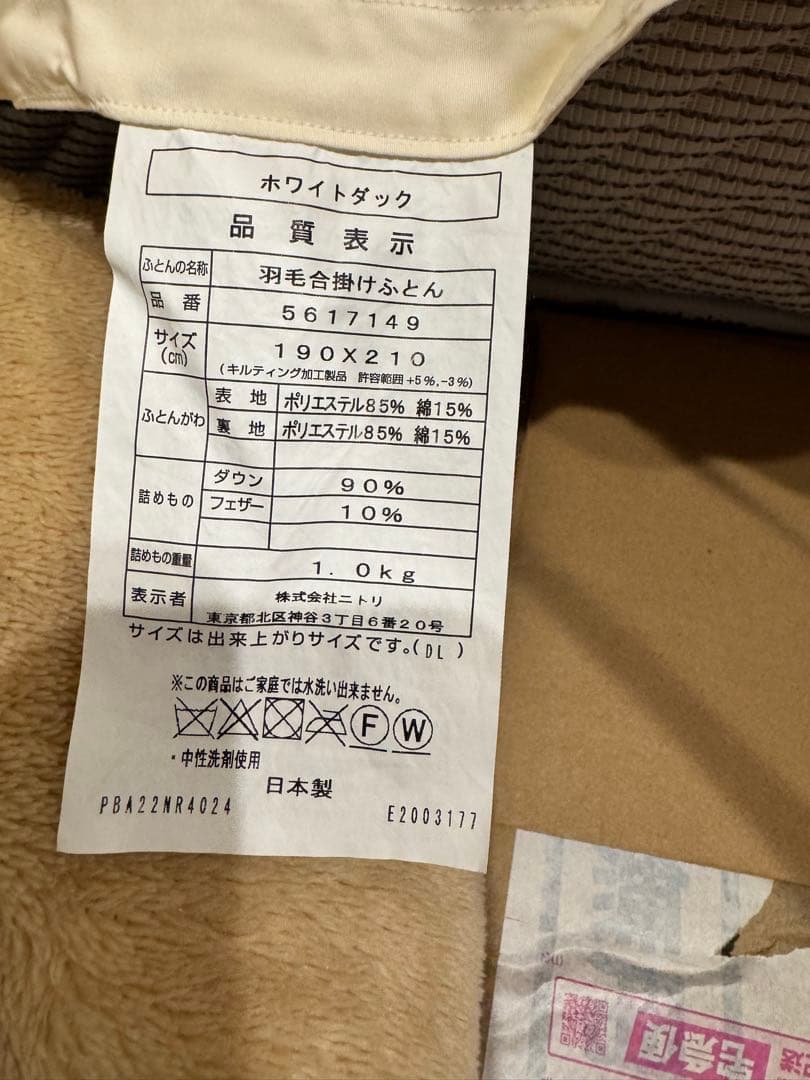 ホワイトダック
品質表示
ふとんの名称 羽毛合掛けふとん
品番 5617149
サイズ(cm) 190X210
(キルティング加工製品 許容範囲+5%,-3%)
ふとんがわ 表地 ポリエステル85% 綿15%
裏地 ポリエステル85% 綿15%
詰めもの ダウン 90%
フェザー 10%
詰めもの重量 1.0kg
表示者 株式会社ニトリ
東京都北区神谷3丁目6番20号
サイズは出来上がりサイズです。(DL)
※この商品はご家庭では水洗い出来ません。
F W
・中性洗剤使用
日本製
PBA22NR4024 E2003177
宅急便